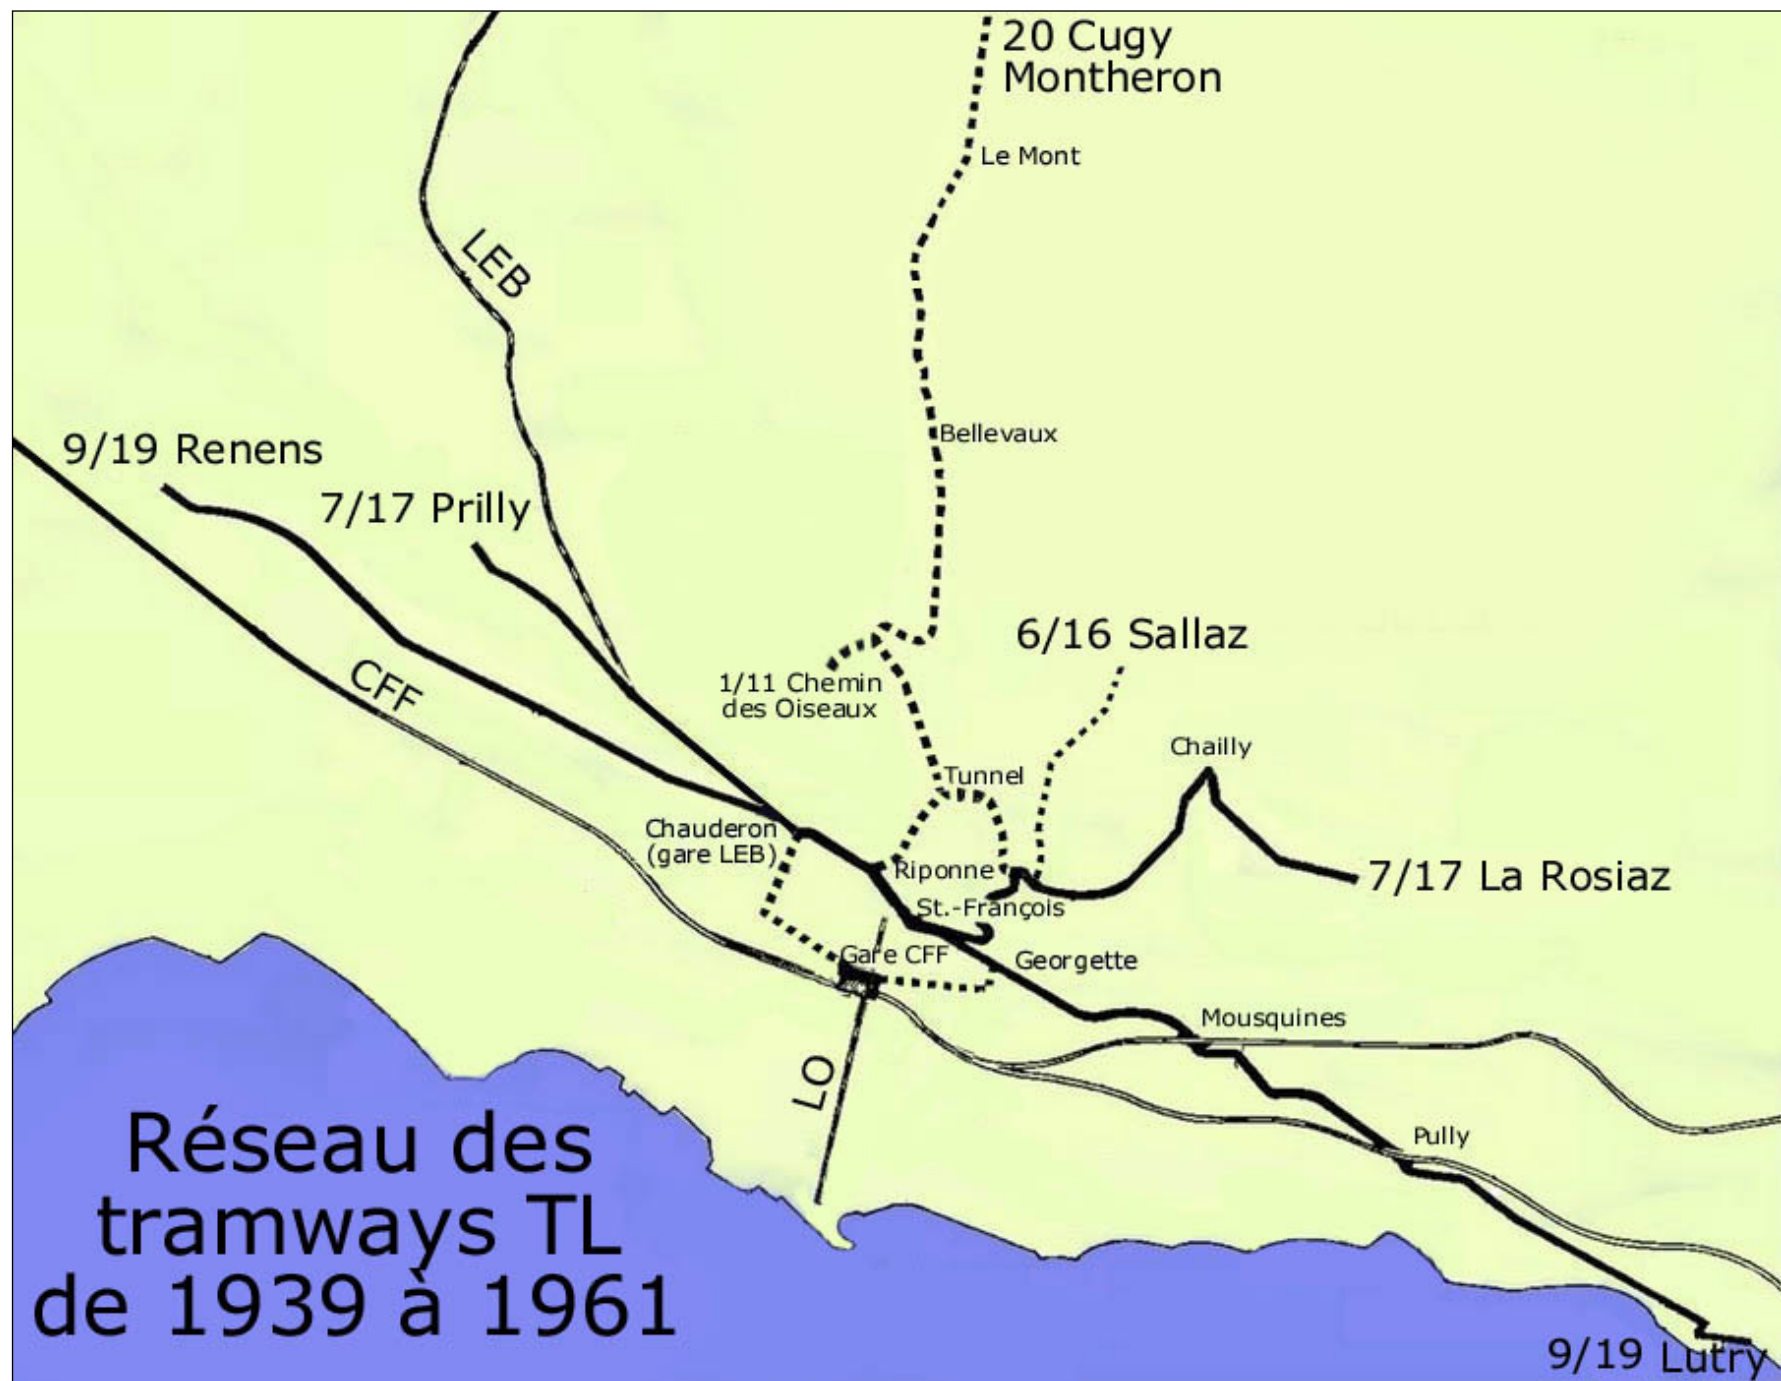 20 Cugy
Montheron
Le Mont
LEB
Bellevaux
9/19 Renens
7/17 Prilly
6/16 Sallaz
CFF
1/11 Chemin
des Oiseaux
Chailly
Tunnel
Chauderon
(gare LEB)
Riponne
7/17 La Rosiaz
St.-François
Gare CFF
Georgette
Mousquines
LO
Pully
Réseau des
tramways TL
de 1939 à 1961
9/19 Lutry